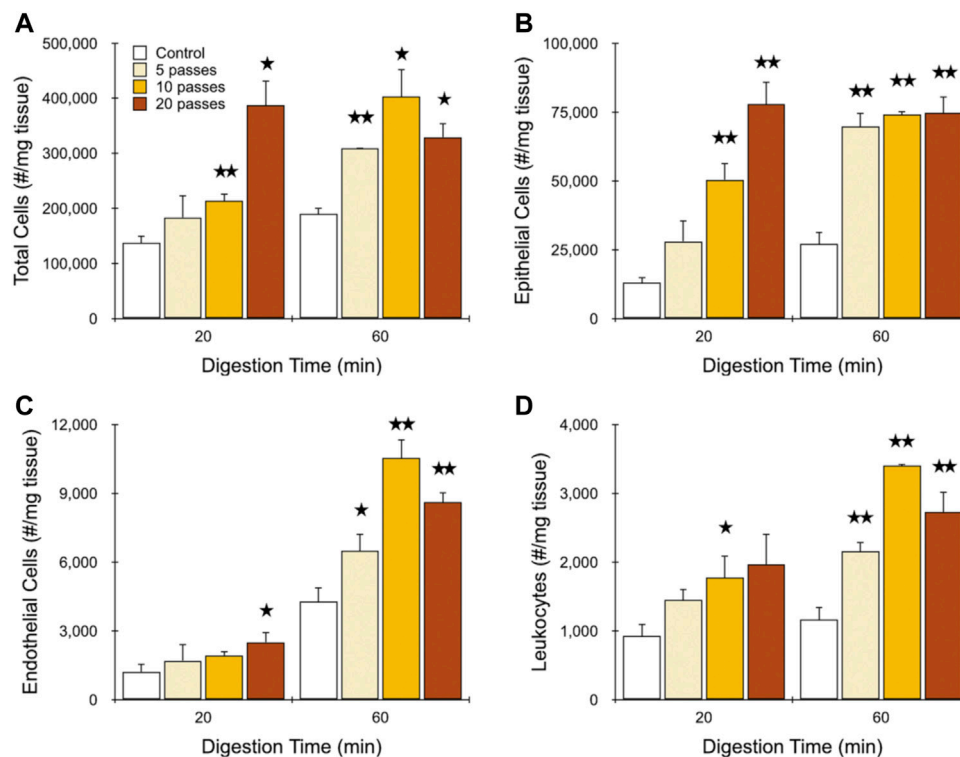 A
Total Cells (#/mg tissue)
500,000
400,000
300,000
200,000
100,000
0
Control
5 passes
10 passes
20 passes
★★
★
★★
★
★
20
60
Digestion Time (min)
B
Epithelial Cells (#/mg tissue)
100,000
75,000
50,000
25,000
0
★★
★★
★★
★★
★★
20
60
Digestion Time (min)
C
Endothelial Cells (#/mg tissue)
12,000
9,000
6,000
3,000
0
★
★
★★
★★
20
60
Digestion Time (min)
D
Leukocytes (#/mg tissue)
4,000
3,000
2,000
1,000
0
★
★★
★★
★★
20
60
Digestion Time (min)